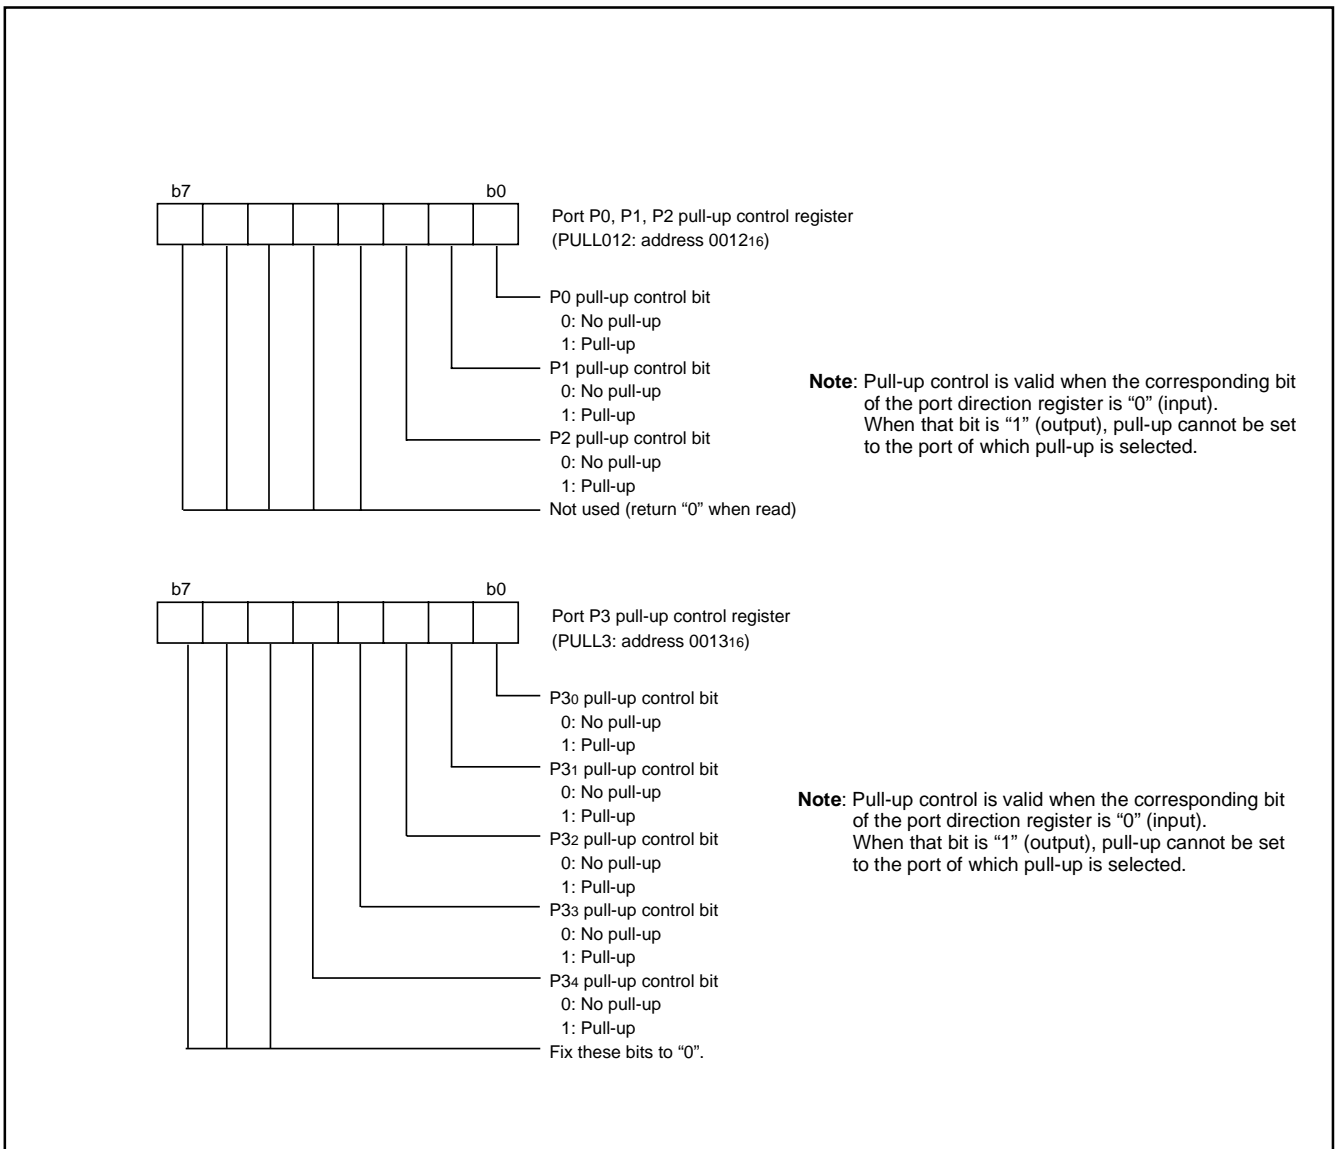 b7 b0
Port P0, P1, P2 pull-up control register
(PULL012: address 001216)
P0 pull-up control bit
0: No pull-up
1: Pull-up
P1 pull-up control bit
0: No pull-up
1: Pull-up
P2 pull-up control bit
0: No pull-up
1: Pull-up
Not used (return “0” when read)
Note: Pull-up control is valid when the corresponding bit
of the port direction register is “0” (input).
When that bit is “1” (output), pull-up cannot be set
to the port of which pull-up is selected.
b7 b0
Port P3 pull-up control register
(PULL3: address 001316)
P30 pull-up control bit
0: No pull-up
1: Pull-up
P31 pull-up control bit
0: No pull-up
1: Pull-up
P32 pull-up control bit
0: No pull-up
1: Pull-up
P33 pull-up control bit
0: No pull-up
1: Pull-up
P34 pull-up control bit
0: No pull-up
1: Pull-up
Fix these bits to “0”.
Note: Pull-up control is valid when the corresponding bit
of the port direction register is “0” (input).
When that bit is “1” (output), pull-up cannot be set
to the port of which pull-up is selected.